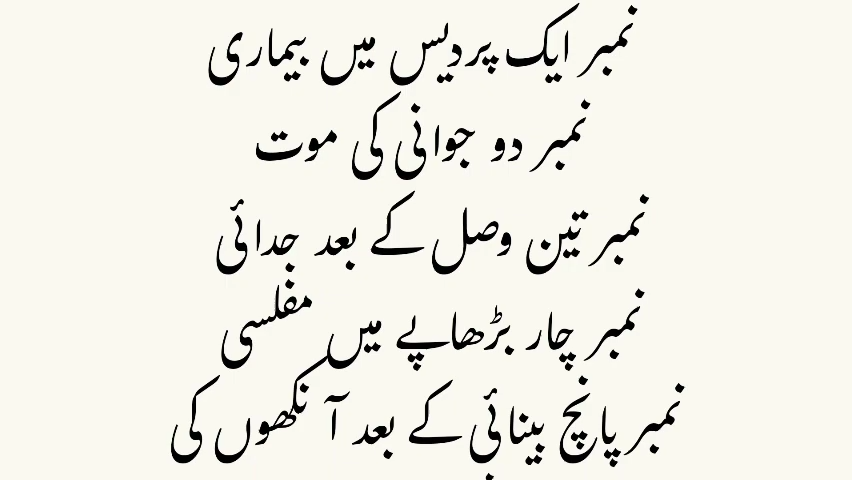 نمبر ایک پردیس میں بیماری
نمبر دو جوانی کی موت
نمبر تین وصل کے بعد جدائی
نمبر چار بڑھاپے میں مفلسی
نمبر پانچ بینائی کے بعد آنکھوں کی